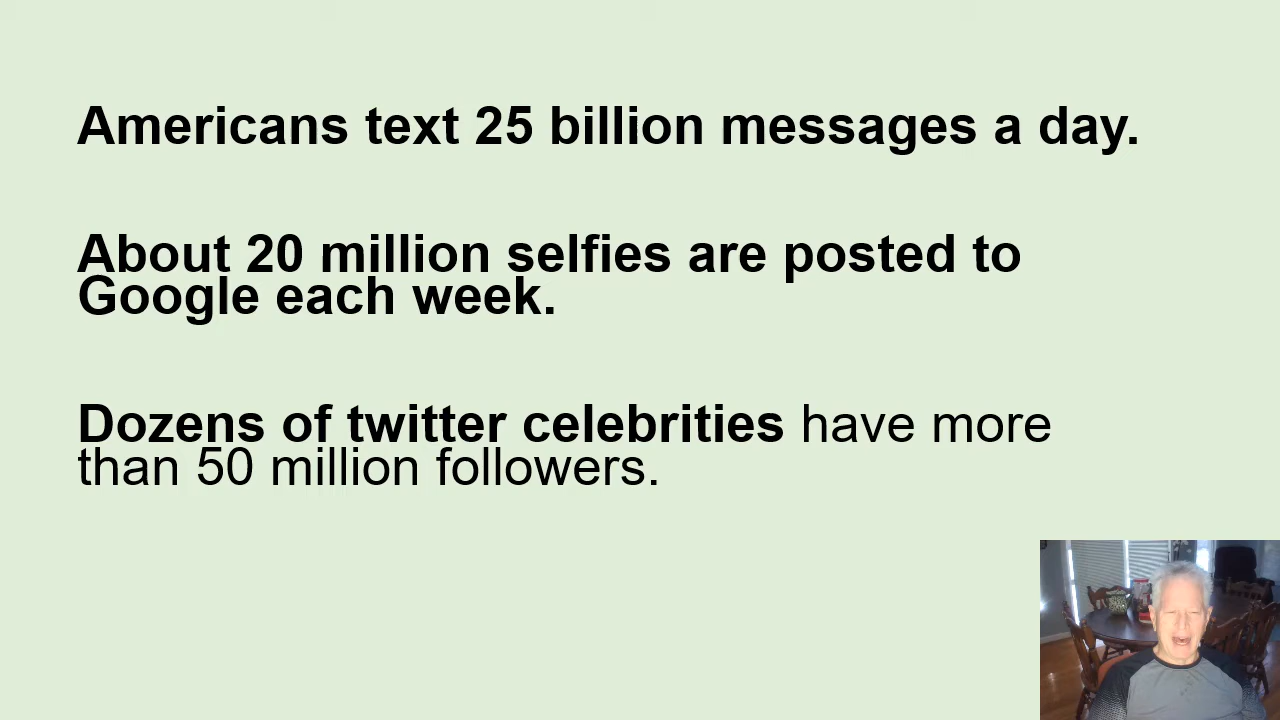 Americans text 25 billion messages a day.
About 20 million selfies are posted to
Google each week.
Dozens of twitter celebrities have more
than 50 million followers.